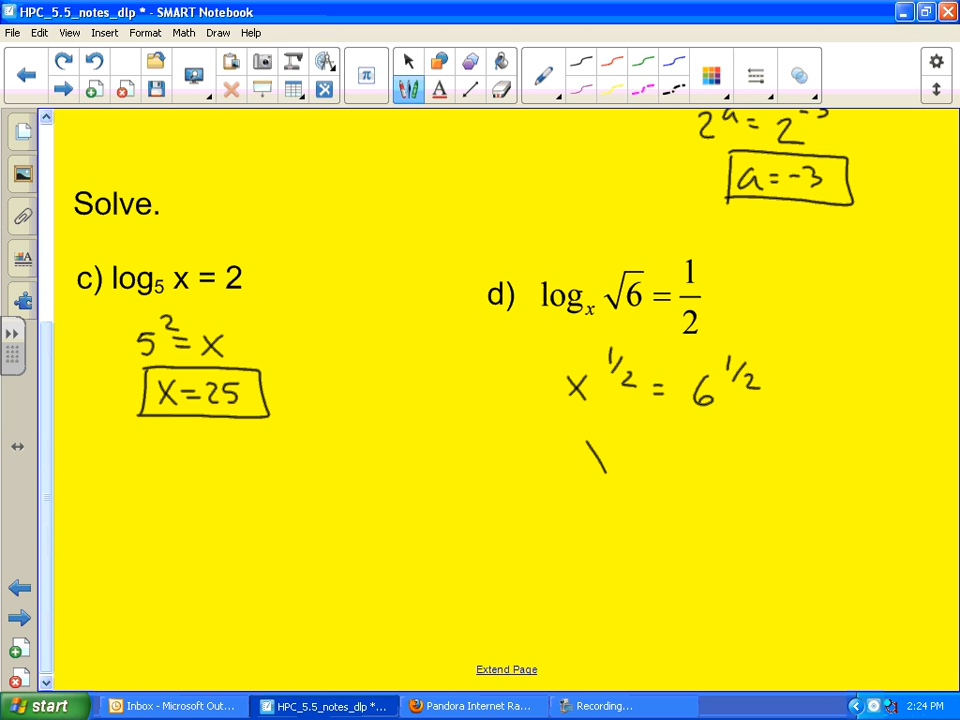 HPC_5.5_notes_dlp * - SMART Notebook
File Edit View Insert Format Math Draw Help
2^a = 2^-3
a = -3
Solve.
c) log₅ x = 2
5² = x
x = 25
d) logₓ √6 = 1/2
x^1/2 = 6^1/2
Extend Page
start
Inbox - Microsoft Out...
HPC_5.5_notes_dlp *...
Pandora Internet Ra...
Recording...
2:24 PM